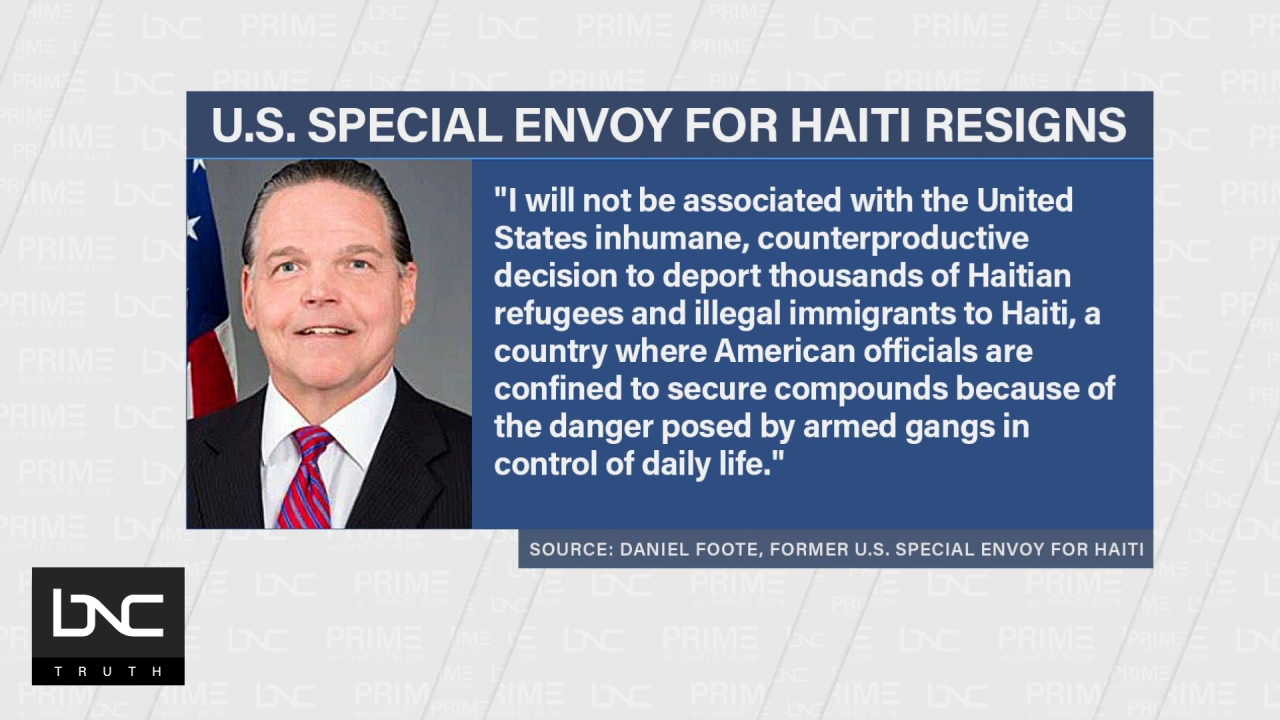 U.S. SPECIAL ENVOY FOR HAITI RESIGNS
"I will not be associated with the United
States inhumane, counterproductive
decision to deport thousands of Haitian
refugees and illegal immigrants to Haiti, a
country where American officials are
confined to secure compounds because of
the danger posed by armed gangs in
control of daily life."
SOURCE: DANIEL FOOTE, FORMER U.S. SPECIAL ENVOY FOR HAITI
BNC
TRUTH